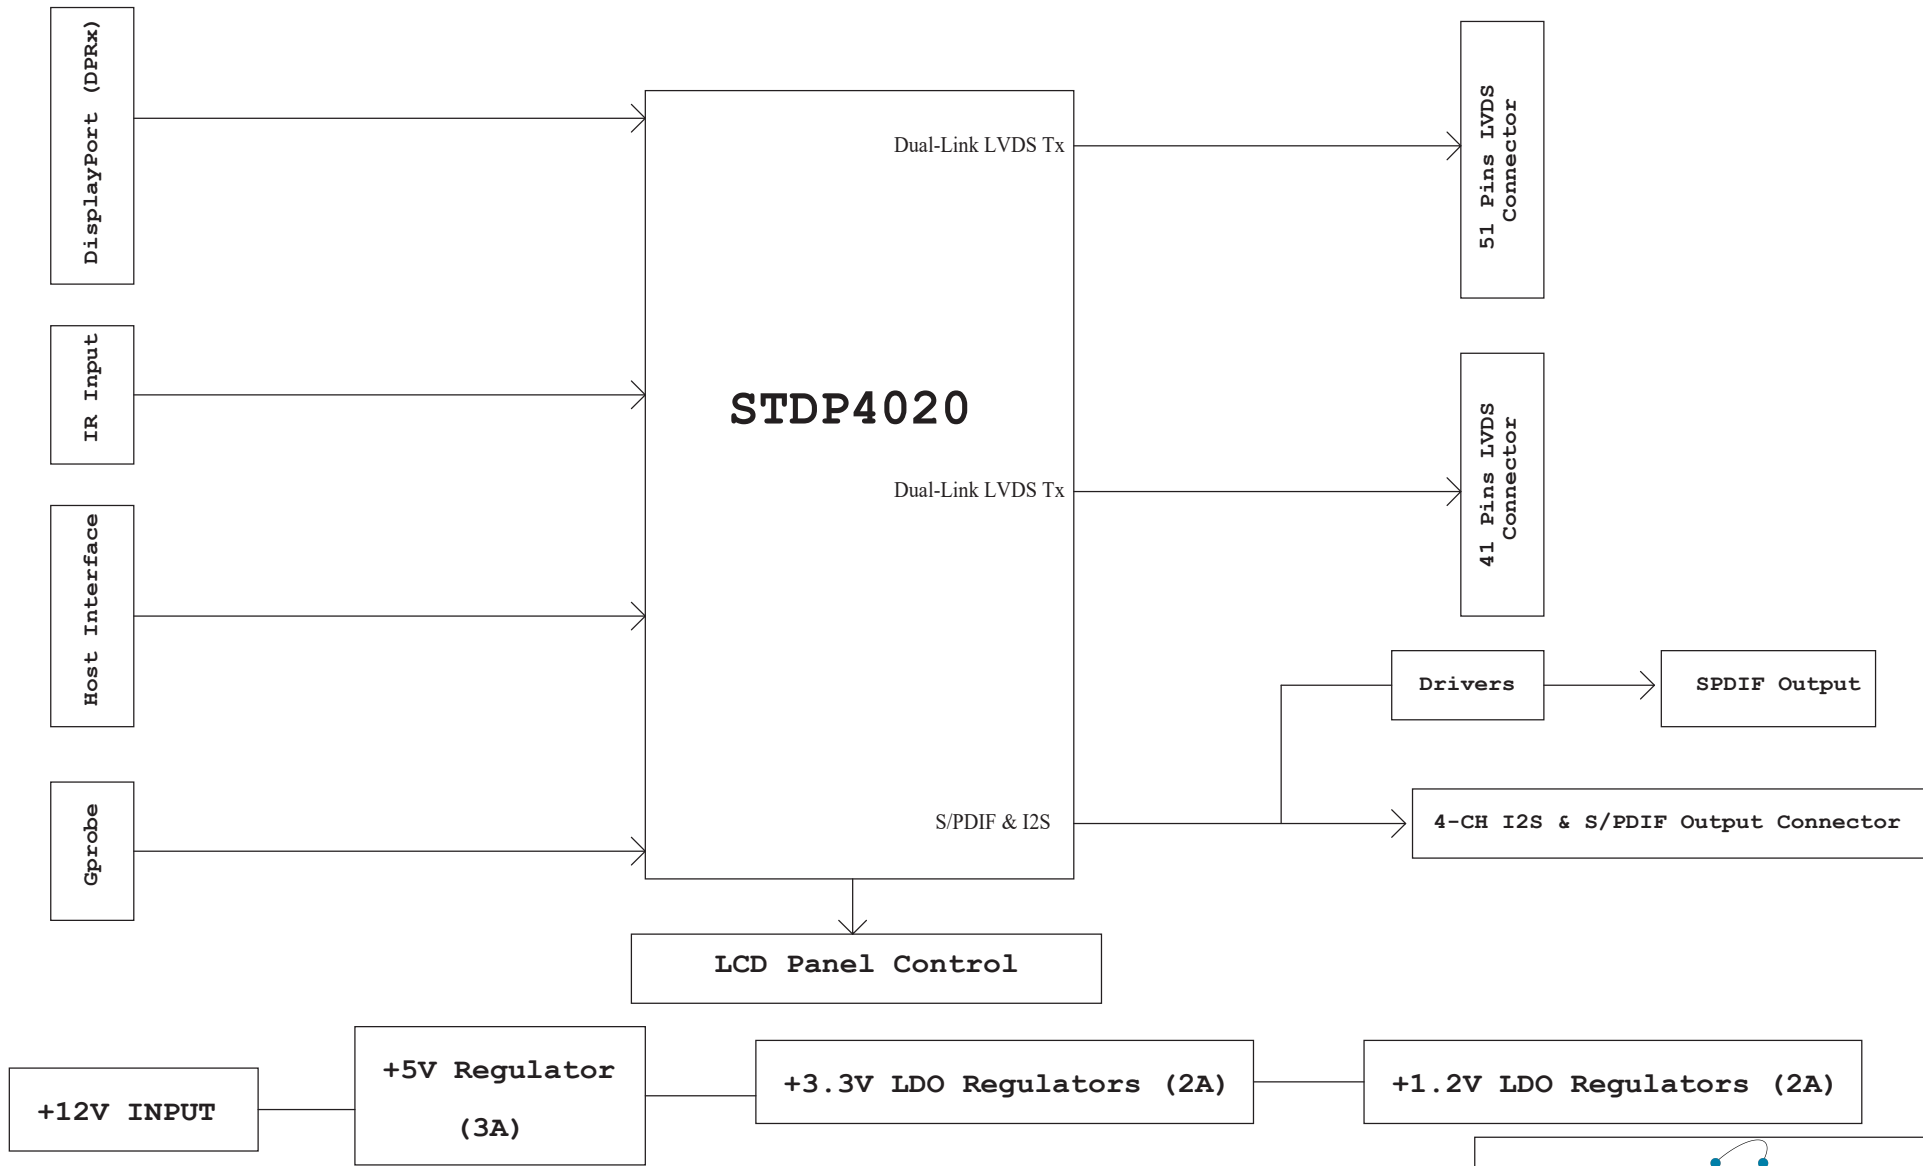 DisplayPort (DPRx)
IR Input
Host Interface
Gprobe
STDP4020
Dual-Link LVDS Tx
Dual-Link LVDS Tx
S/PDIF & I2S
51 Pins LVDS
Connector
41 Pins LVDS
Connector
Drivers
SPDIF Output
4-CH I2S & S/PDIF Output Connector
LCD Panel Control
+12V INPUT
+5V Regulator
(3A)
+3.3V LDO Regulators (2A)
+1.2V LDO Regulators (2A)